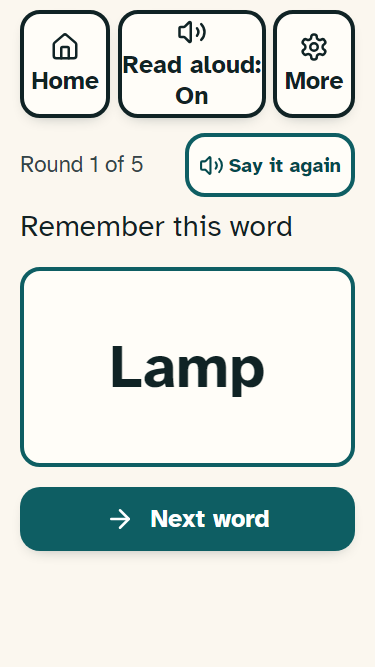 Home
Read aloud:
On
More
Round 1 of 5
Say it again
Remember this word
Lamp
Next word